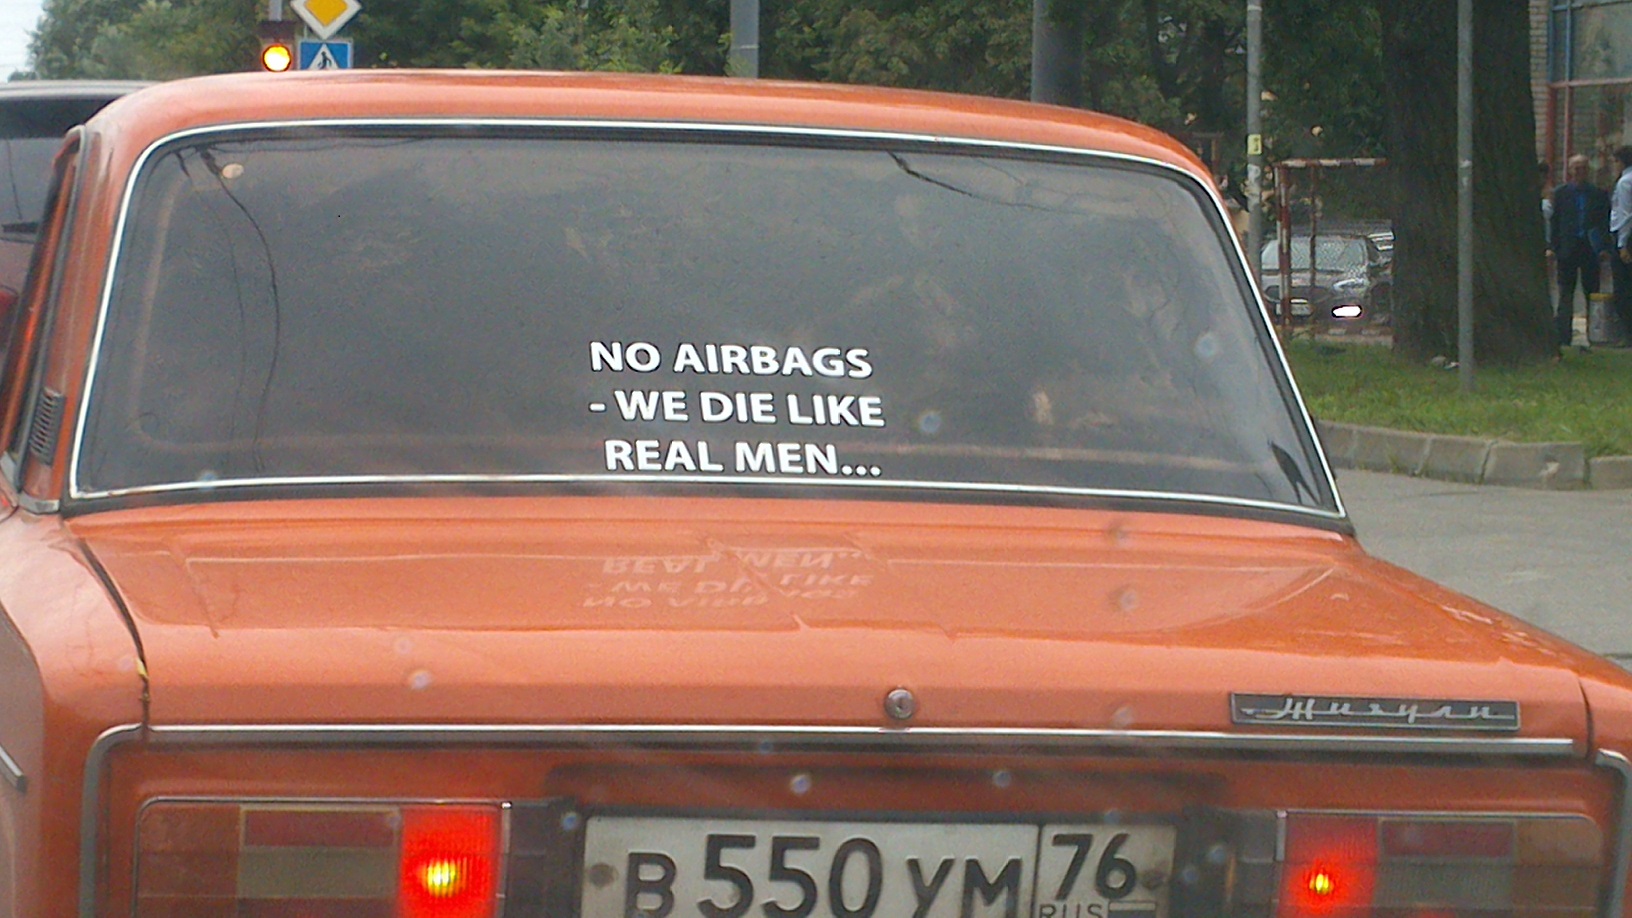 NO AIRBAGS
- WE DIE LIKE
REAL MEN...
Жигули
В 550 УМ 76
RUS